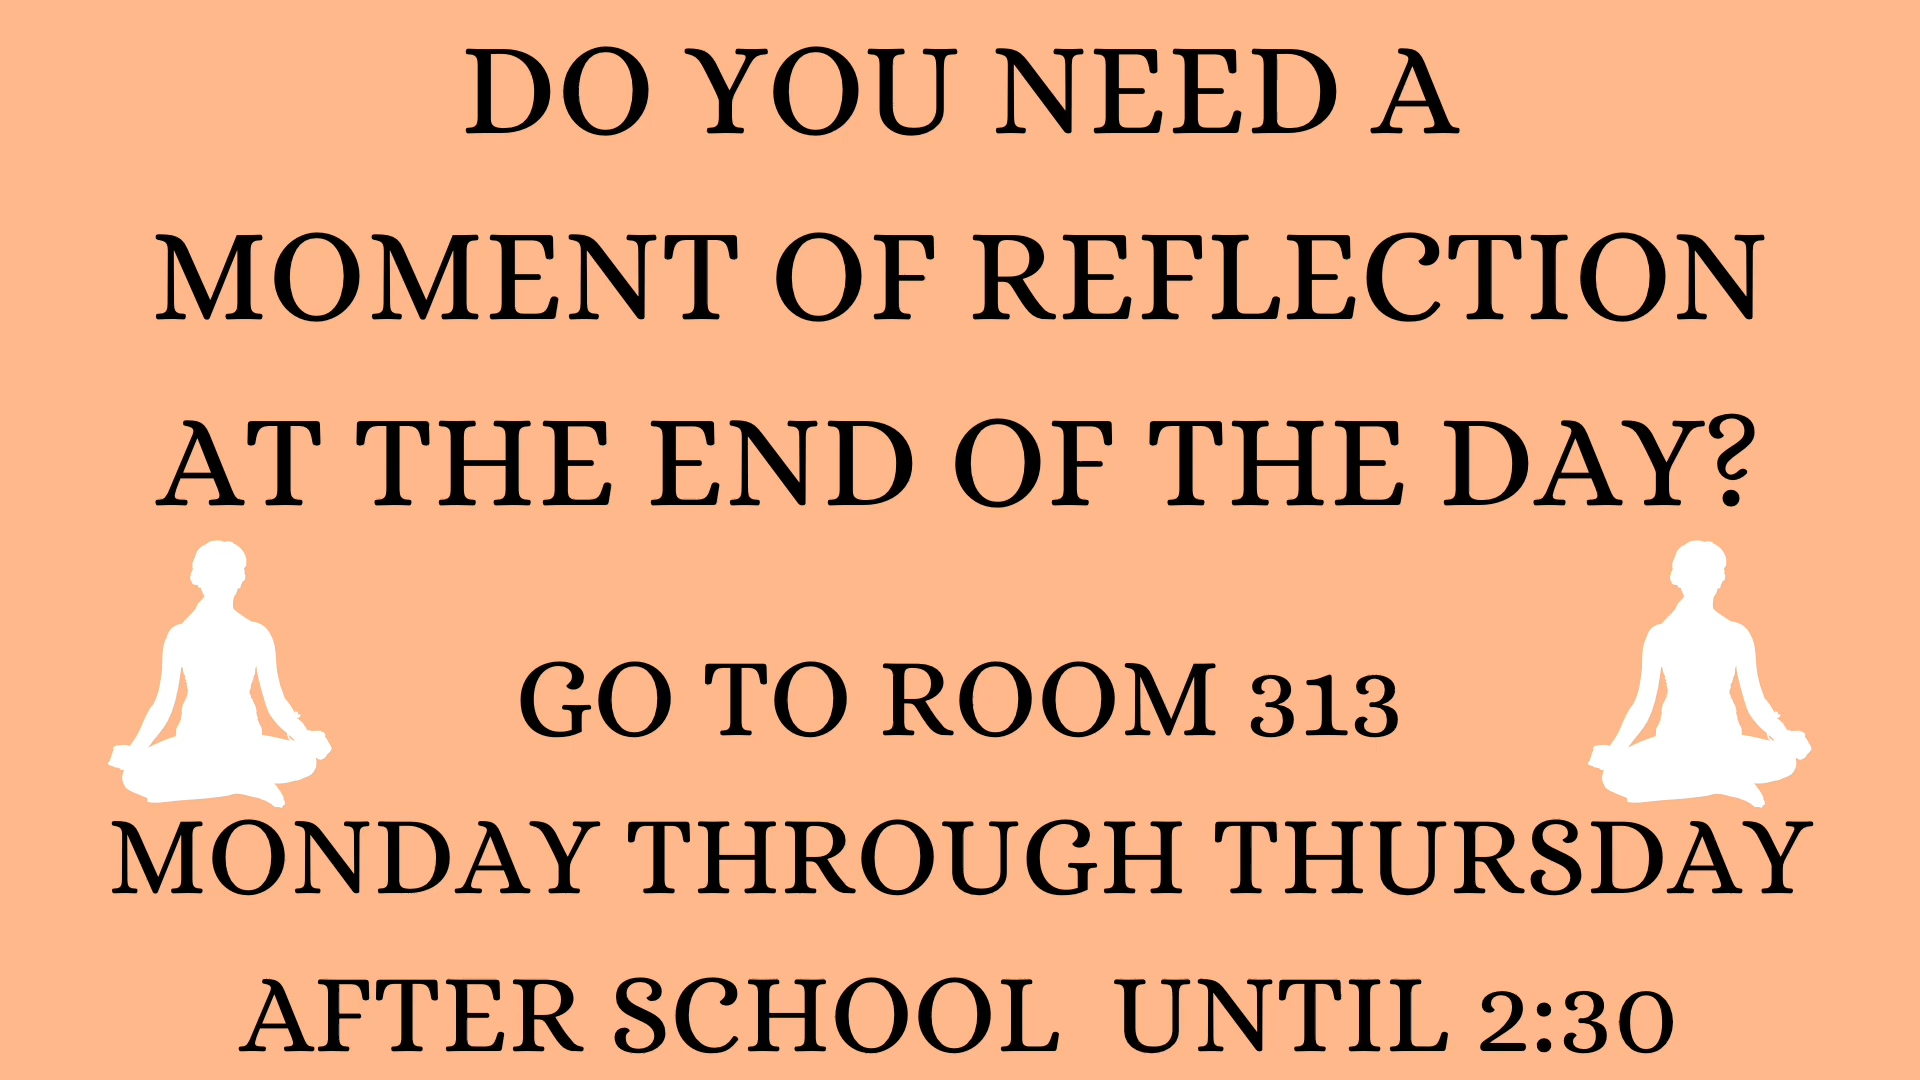 DO YOU NEED A
MOMENT OF REFLECTION
AT THE END OF THE DAY?
GO TO ROOM 313
MONDAY THROUGH THURSDAY
AFTER SCHOOL UNTIL 2:30